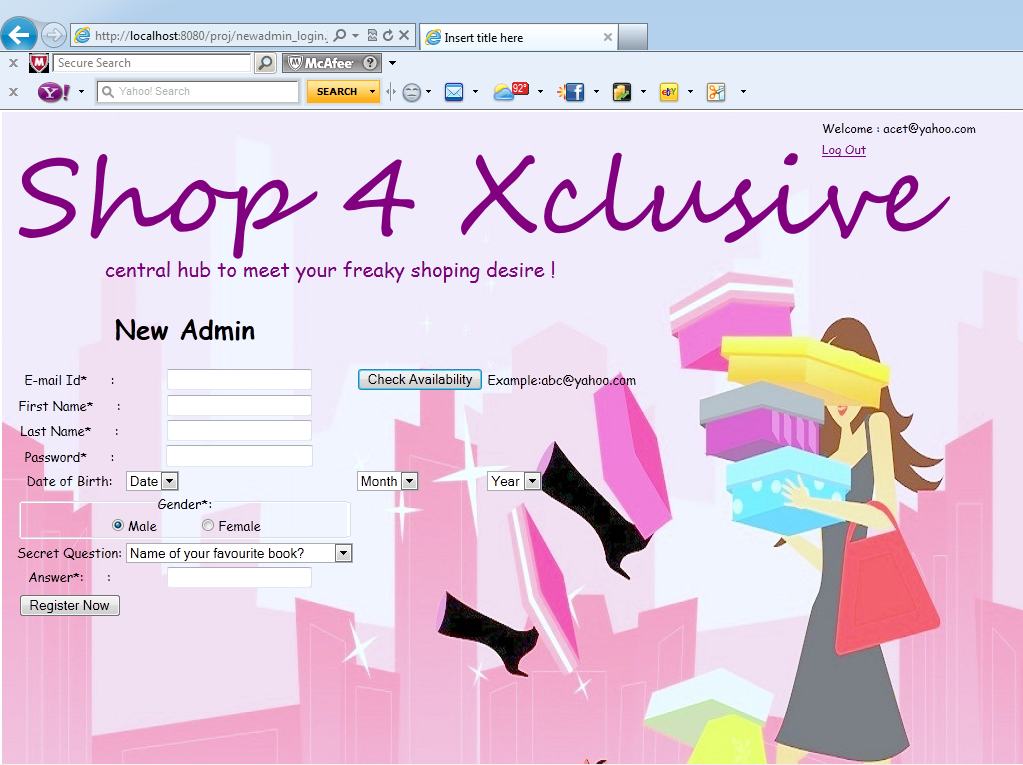 http://localhost:8080/proj/newadmin_login.
Insert title here
Secure Search
McAfee
Yahoo! Search
SEARCH
92°
ebY
Welcome : acet@yahoo.com
Log Out
Shop 4 Xclusive
central hub to meet your freaky shoping desire !
New Admin
E-mail Id* :
Check Availability Example:abc@yahoo.com
First Name* :
Last Name* :
Password* :
Date of Birth: Date Month Year
Gender*:
Male Female
Secret Question: Name of your favourite book?
Answer*: :
Register Now